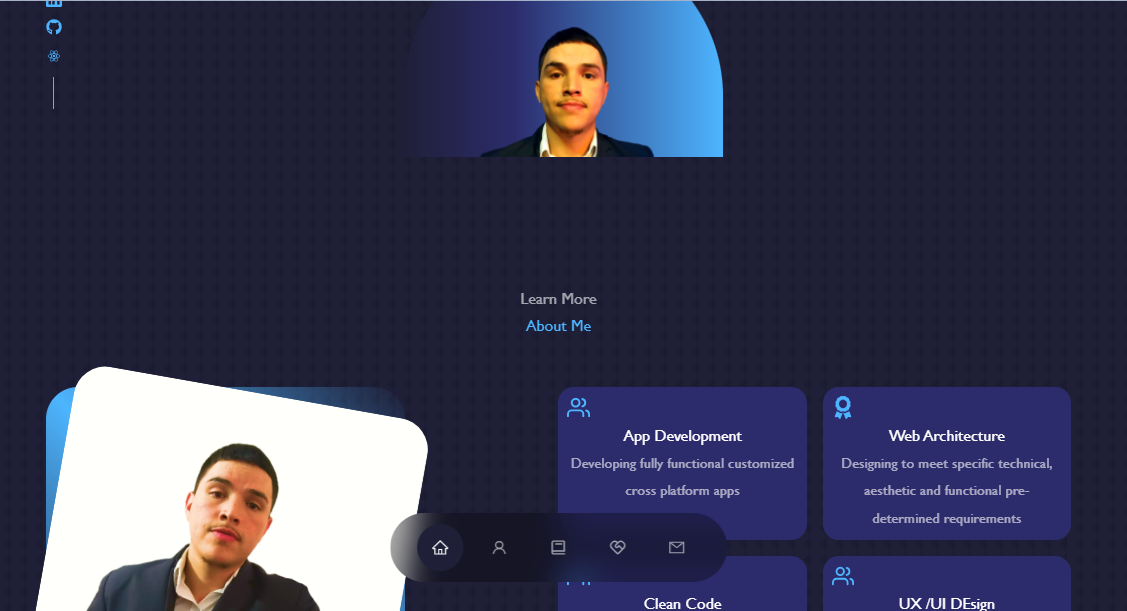 Learn More
About Me
App Development
Developing fully functional customized
cross platform apps
Web Architecture
Designing to meet specific technical,
aesthetic and functional pre-
determined requirements
Clean Code
UX /UI DEsign